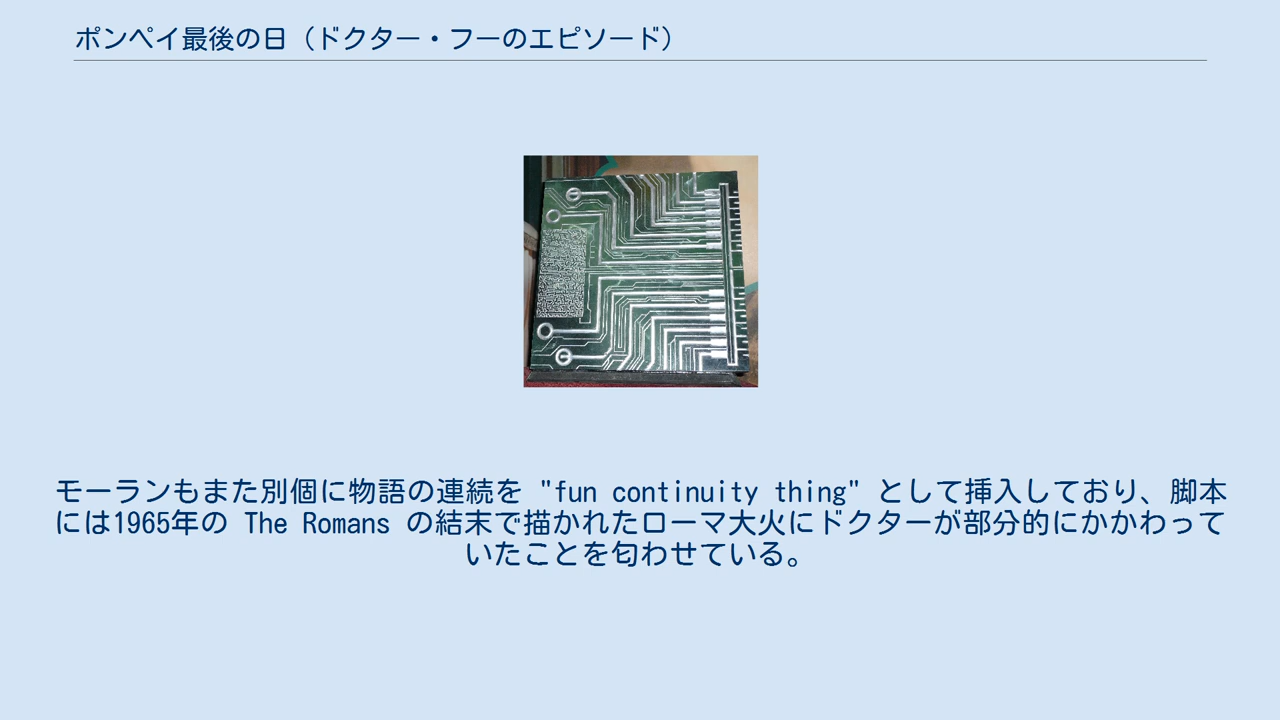 ポンペイ最後の日（ドクター・フーのエピソード）
モーランもまた別個に物語の連続を "fun continuity thing" として挿入しており、脚本
には1965年の The Romans の結末で描かれたローマ大火にドクターが部分的にかかわって
いたことを匂わせている。